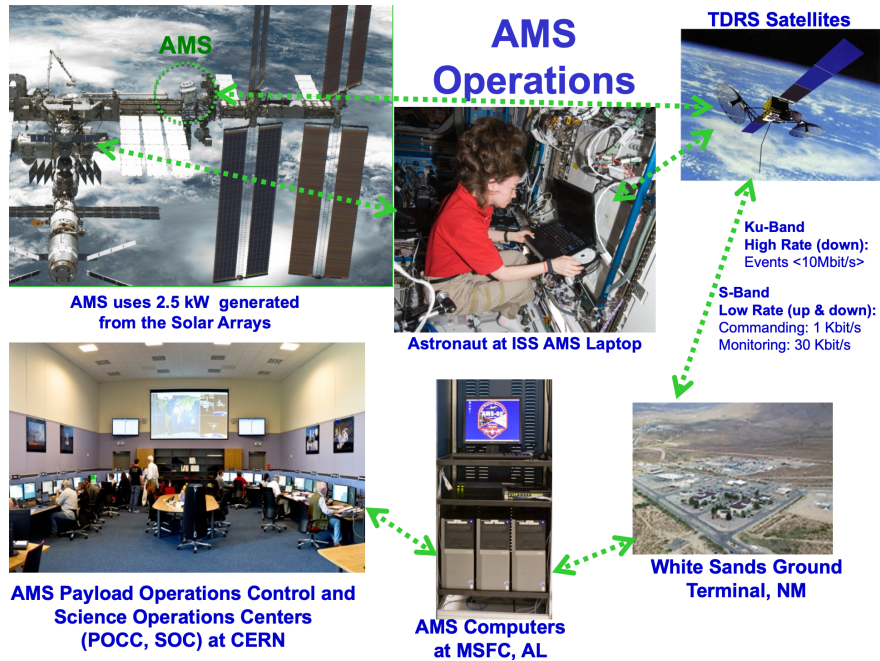 AMS
AMS
Operations
TDRS Satellites
Ku-Band
High Rate (down):
Events <10Mbit/s>
S-Band
Low Rate (up & down):
Commanding: 1 Kbit/s
Monitoring: 30 Kbit/s
AMS uses 2.5 kW generated
from the Solar Arrays
Astronaut at ISS AMS Laptop
AMS-02
White Sands Ground
Terminal, NM
AMS Payload Operations Control and
Science Operations Centers
(POCC, SOC) at CERN
AMS Computers
at MSFC, AL